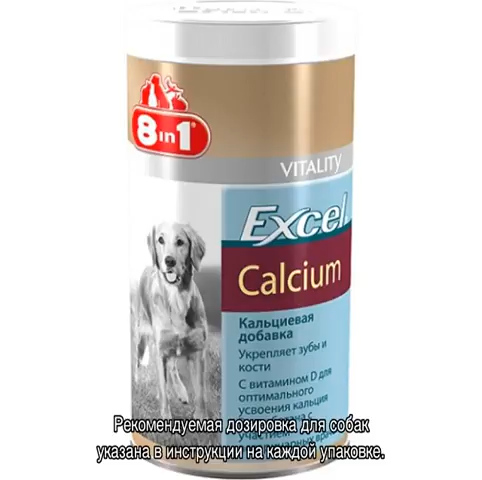 8in1
VITALITY
Excel
Calcium
Кальциевая
добавка
Укрепляет зубы и
кости
С витамином D для
оптимального
усвоения кальция
Рекомендуемая дозировка для собак
указана в инструкции на каждой упаковке.